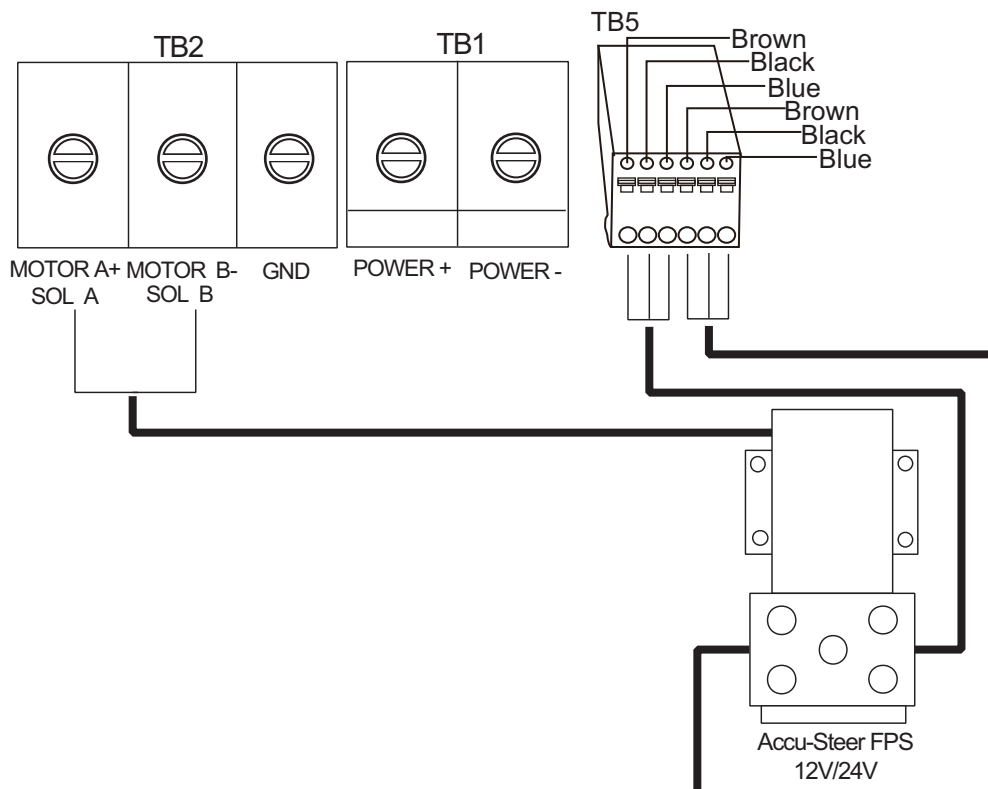 TB2
TB1
TB5
Brown
Black
Blue
Brown
Black
Blue
MOTOR A+
SOL A
MOTOR B-
SOL B
GND
POWER +
POWER -
Accu-Steer FPS
12V/24V